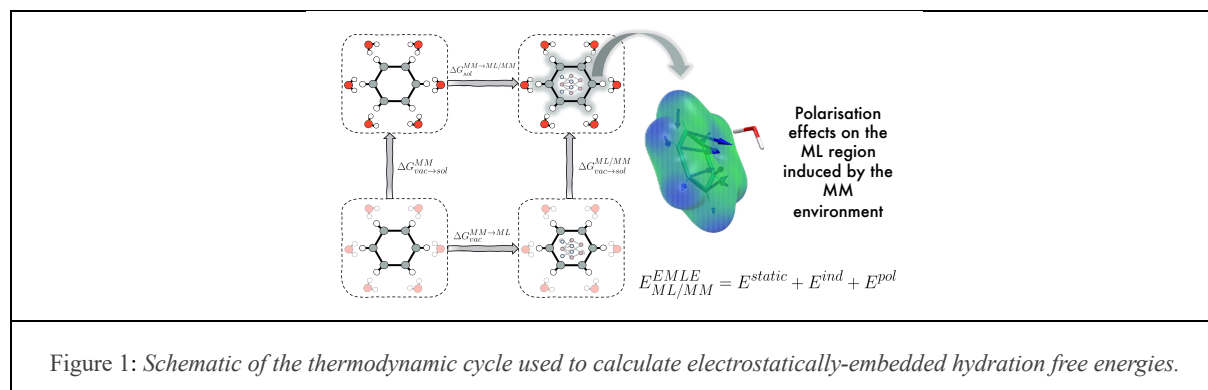 ΔG_{sol}^{MM→ML/MM}
ΔG_{vac→sol}^{MM}
ΔG_{vac→sol}^{ML/MM}
ΔG_{vac}^{MM→ML}
Polarisation
effects on the
ML region
induced by the
MM
environment
E_{ML/MM}^{EMLE} = E^{static} + E^{ind} + E^{pol}
Figure 1: Schematic of the thermodynamic cycle used to calculate electrostatically-embedded hydration free energies.